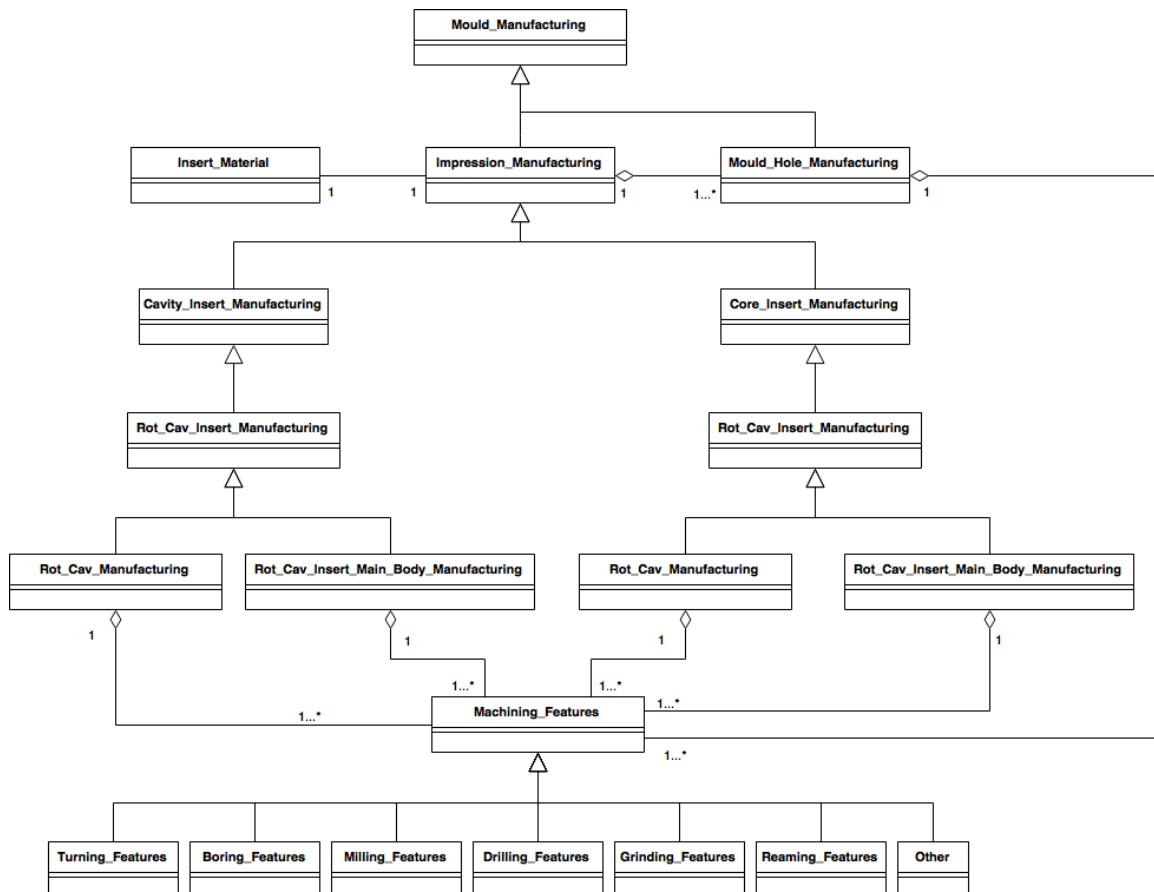 Mould_Manufacturing
Insert_Material
Impression_Manufacturing
Mould_Hole_Manufacturing
1
1
1
1...*
1
Cavity_Insert_Manufacturing
Core_Insert_Manufacturing
Rot_Cav_Insert_Manufacturing
Rot_Cav_Insert_Manufacturing
Rot_Cav_Manufacturing
Rot_Cav_Insert_Main_Body_Manufacturing
Rot_Cav_Manufacturing
Rot_Cav_Insert_Main_Body_Manufacturing
1
1
1
1
1...*
1...*
1...*
1...*
Machining_Features
1...*
Turning_Features
Boring_Features
Milling_Features
Drilling_Features
Grinding_Features
Reaming_Features
Other